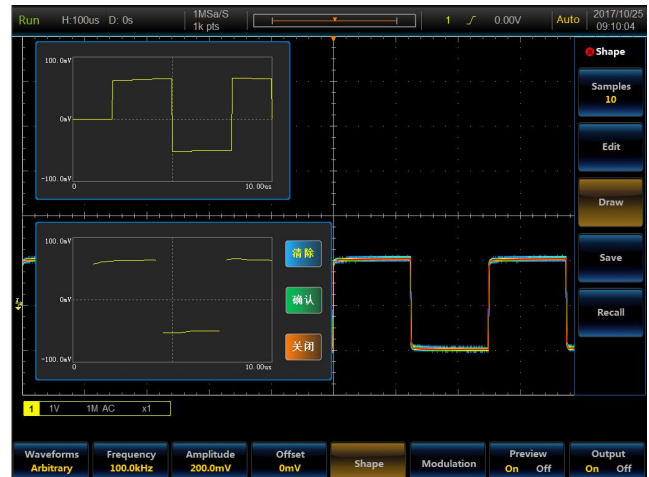 Run H:100us D: 0s 1MSa/S 1k pts 1 0.00V Auto 2017/10/25 09:10:04
Shape
Samples
10
Edit
Draw
Save
Recall
100.0mV
0mV
-100.0mV
0 10.00us
100.0mV
0mV
-100.0mV
0 10.00us
清除
确认
关闭
1 1V 1M AC x1
Waveforms
Arbitrary
Frequency
100.0kHz
Amplitude
200.0mV
Offset
0mV
Shape
Modulation
Preview
On Off
Output
On Off